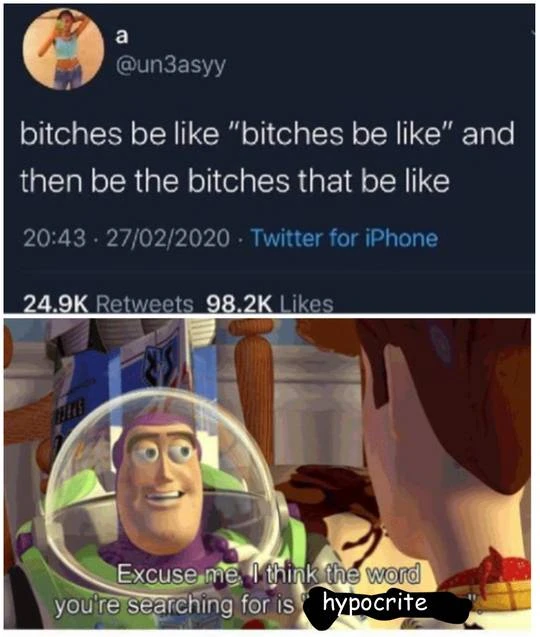 a
@un3asyy
bitches be like “bitches be like” and
then be the bitches that be like
20:43 · 27/02/2020 · Twitter for iPhone
24.9K Retweets 98.2K Likes
Excuse me, I think the word
you're searching for is "hypocrite".